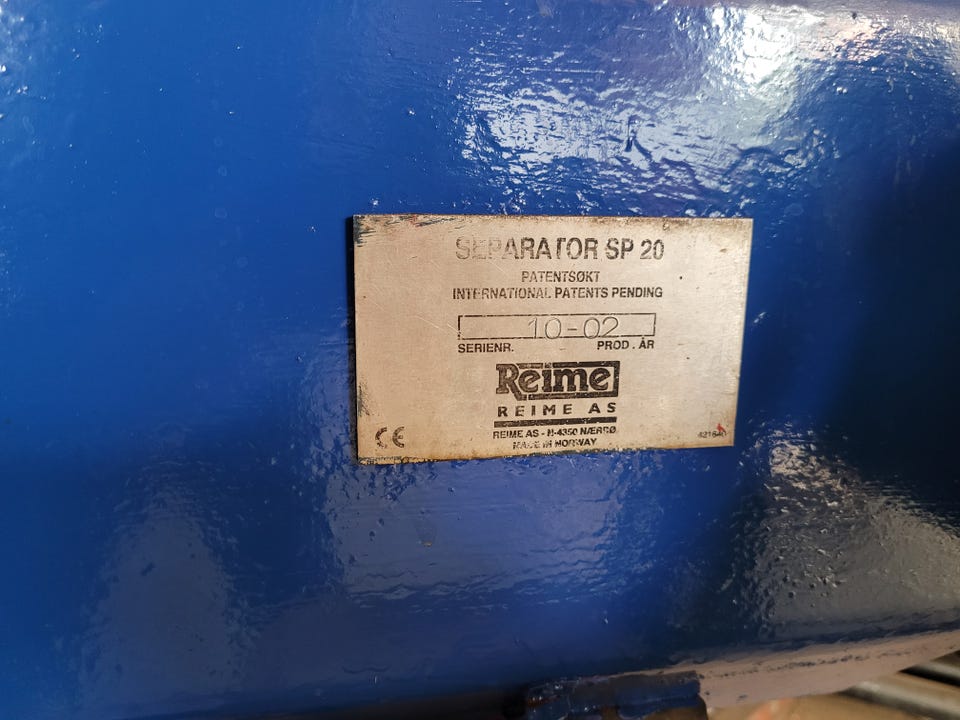 SEPARATOR SP 20
PATENTSØKT
INTERNATIONAL PATENTS PENDING
10-02
SERIENR. PROD. ÅR
Reime
REIME AS
REIME AS - N-4350 NÆRBØ
CE MADE IN NORWAY